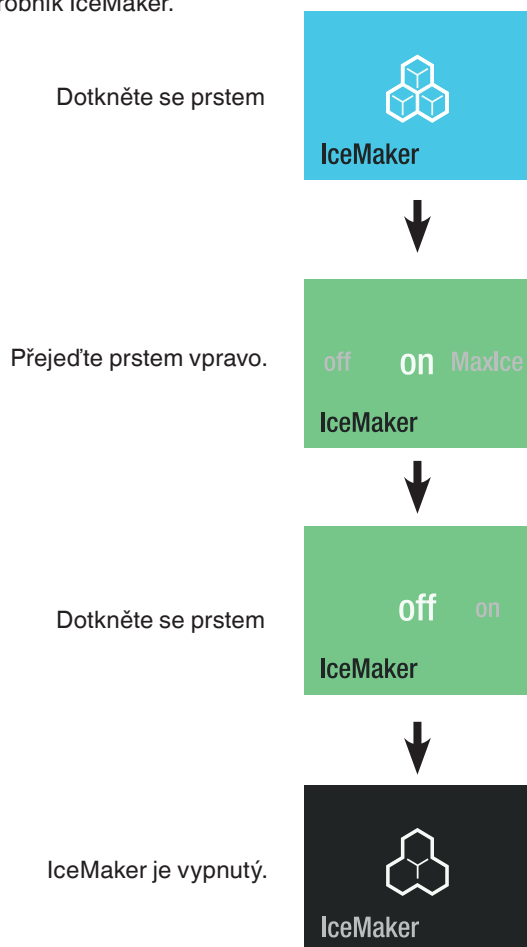 IceMaker.
Dotkněte se prstem
IceMaker
Přejeďte prstem vpravo.
off on MaxIce
IceMaker
Dotkněte se prstem
off on
IceMaker
IceMaker je vypnutý.
IceMaker